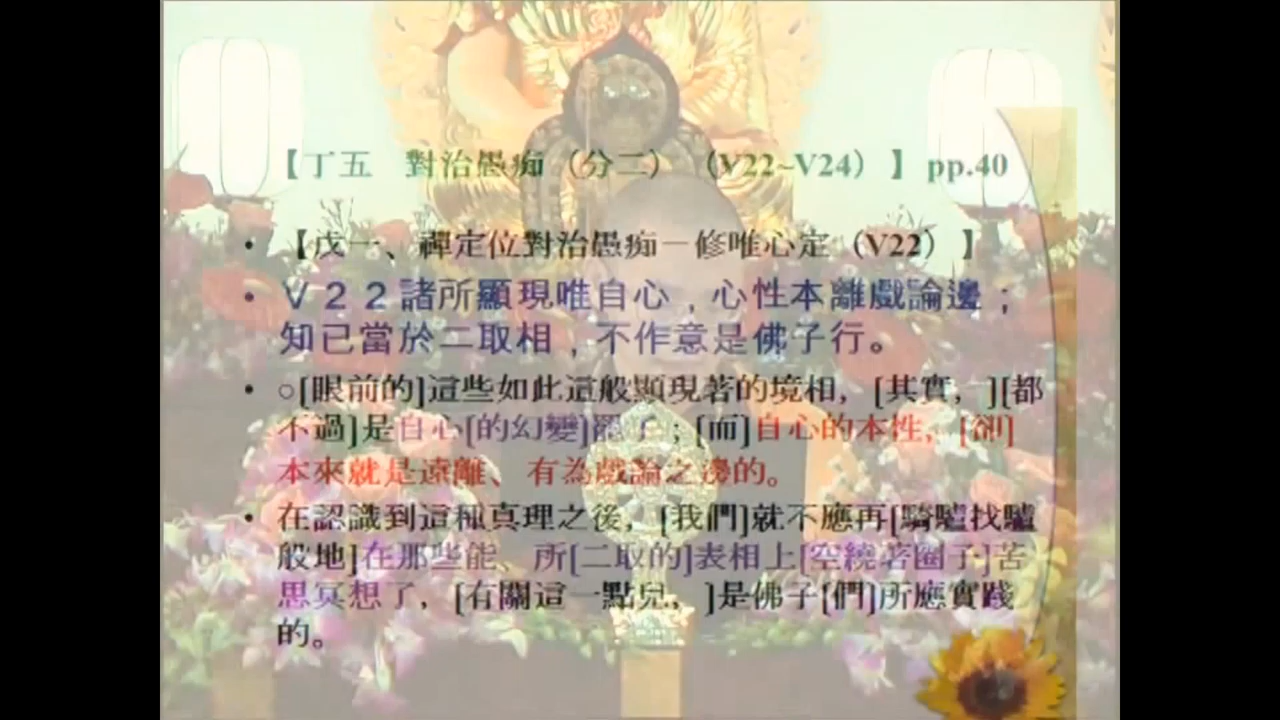 【丁五 對治愚痴（分二）（V22~V24）】pp.40
• 【戊一、禪定位對治愚痴－修唯心定（V22）】
• Ｖ２２諸所顯現唯自心，心性本離戲論邊；
知已當於二取相，不作意是佛子行。
• ○[眼前的]這些如此這般顯現著的境相，[其實，][都
不過]是自心[的幻變]罷了；[而]自心的本性，[卻]
本來就是遠離、有為戲論之邊的。
• 在認識到這種真理之後，[我們]就不應再[騎驢找驢
般地]在那些能、所[二取的]表相上[空繞著圈子]苦
思冥想了，[有關這一點兒，]是佛子[們]所應實踐
的。